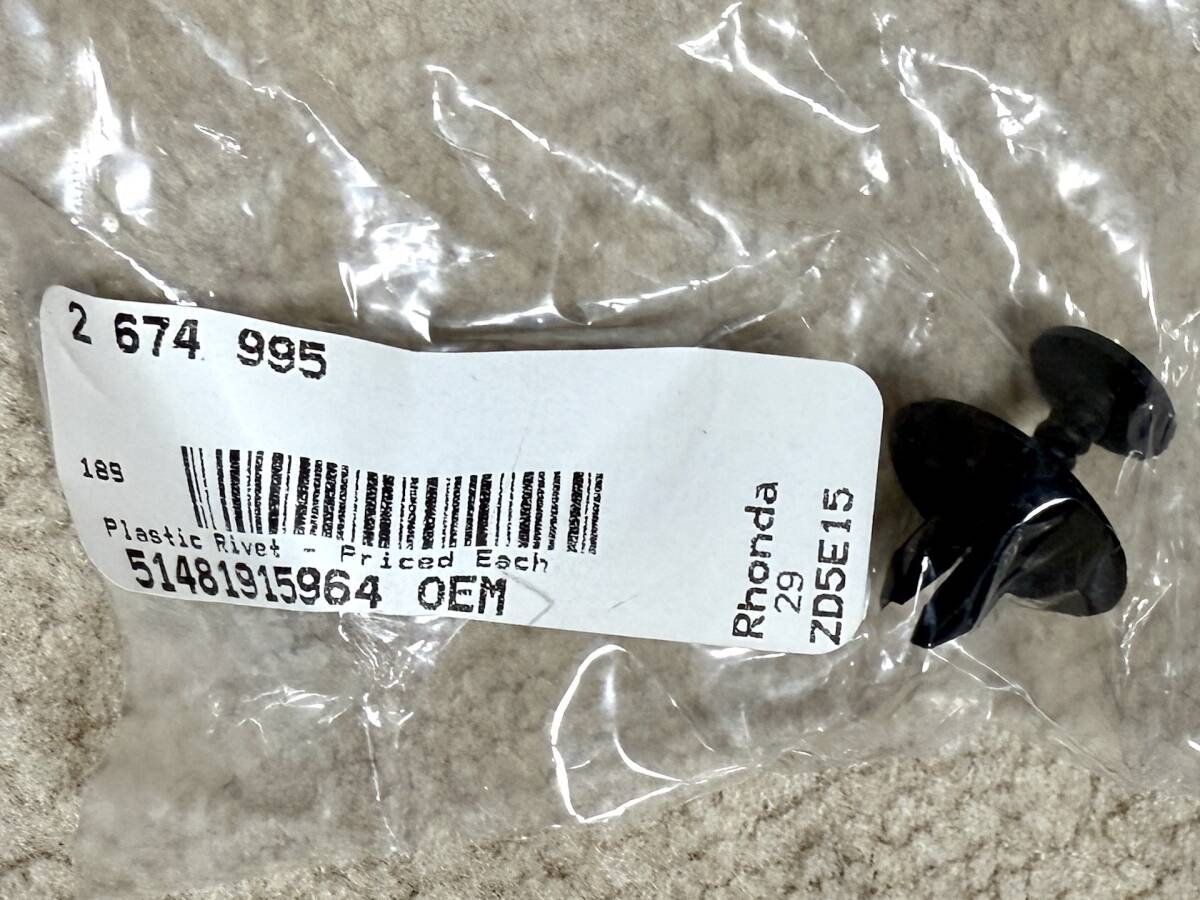 2 674 995
189
Plastic Rivet - Priced Each
51481915964 OEM
Rhonda
29
ZD5E15